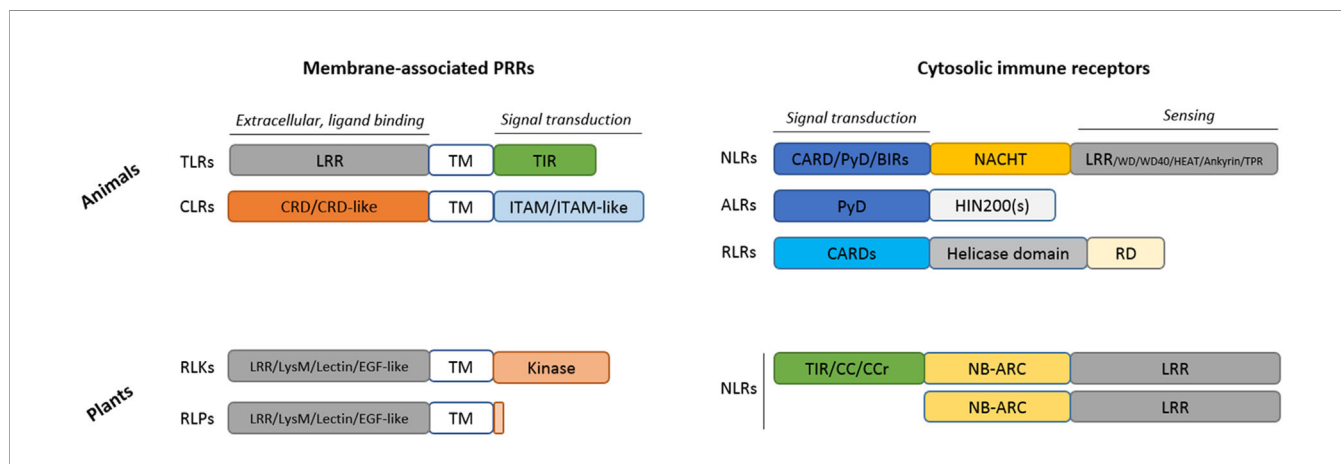 Membrane-associated PRRs
Cytosolic immune receptors
Extracellular, ligand binding
Signal transduction
Signal transduction
Sensing
Animals
TLRs
LRR
TM
TIR
NLRs
CARD/PyD/BIRs
NACHT
LRR/WD/WD40/HEAT/Ankyrin/TPR
CLRs
CRD/CRD-like
TM
ITAM/ITAM-like
ALRs
PyD
HIN200(s)
RLRs
CARDs
Helicase domain
RD
Plants
RLKs
LRR/LysM/Lectin/EGF-like
TM
Kinase
NLRs
TIR/CC/CCr
NB-ARC
LRR
RLPs
LRR/LysM/Lectin/EGF-like
TM
NB-ARC
LRR